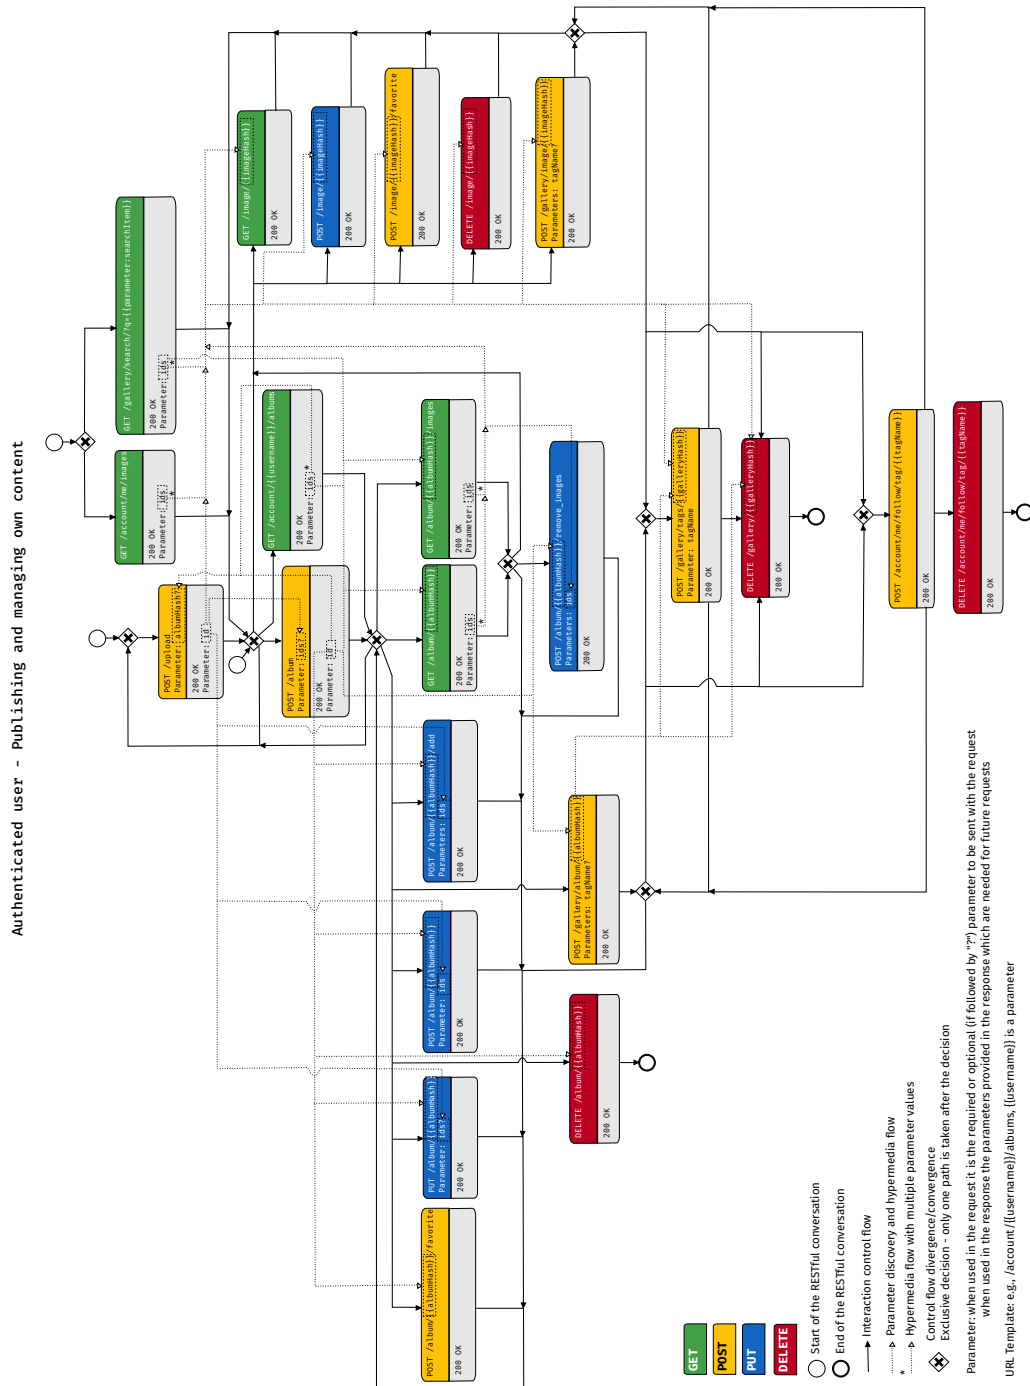 Authenticated user - Publishing and managing own content
GET /account/me/images
200 OK
Parameter: ids
*
GET /gallery/search/?q={{parameter:searchItem}}
200 OK
Parameter: ids
*
POST /upload
Parameter: albumHash?
200 OK
Parameter: id
GET /image/{{imageHash}}
200 OK
POST /image/{{imageHash}}
200 OK
POST /image/{{imageHash}}/favorite
200 OK
DELETE /image/{{imageHash}}
200 OK
POST /gallery/image/{{imageHash}}
Parameters: tagName?
200 OK
POST /album
Parameter: ids?
200 OK
Parameter: id
GET /account/{{username}}/albums
200 OK
Parameter: ids
*
POST /album/{{albumHash}}/favorite
200 OK
PUT /album/{{albumHash}}
Parameter: ids?
200 OK
POST /album/{{albumHash}}
Parameter: ids
200 OK
POST /album/{{albumHash}}/add
Parameters: ids
200 OK
GET /album/{{albumHash}}
200 OK
Parameter: ids
*
GET /album/{{albumHash}}/images
200 OK
Parameter: ids
*
POST /album/{{albumHash}}/remove_images
Parameters: ids
200 OK
DELETE /album/{{albumHash}}
200 OK
POST /gallery/album/{{albumHash}}
Parameters: tagName?
200 OK
POST /gallery/tags/{{galleryHash}}
Parameter: tagName
200 OK
DELETE /gallery/{{galleryHash}}
200 OK
POST /account/me/follow/tag/{{tagName}}
200 OK
DELETE /account/me/follow/tag/{{tagName}}
200 OK
GET
POST
PUT
DELETE
Start of the RESTful conversation
End of the RESTful conversation
Interaction control flow
Parameter discovery and hypermedia flow
* Hypermedia flow with multiple parameter values
Control flow divergence/convergence
Exclusive decision - only one path is taken after the decision
Parameter: when used in the request it is the required or optional (if followed by "?") parameter to be sent with the request
when used in the response the parameters provided in the response which are needed for future requests
URL Template: e.g., /account/{{username}}/albums, {{username}} is a parameter